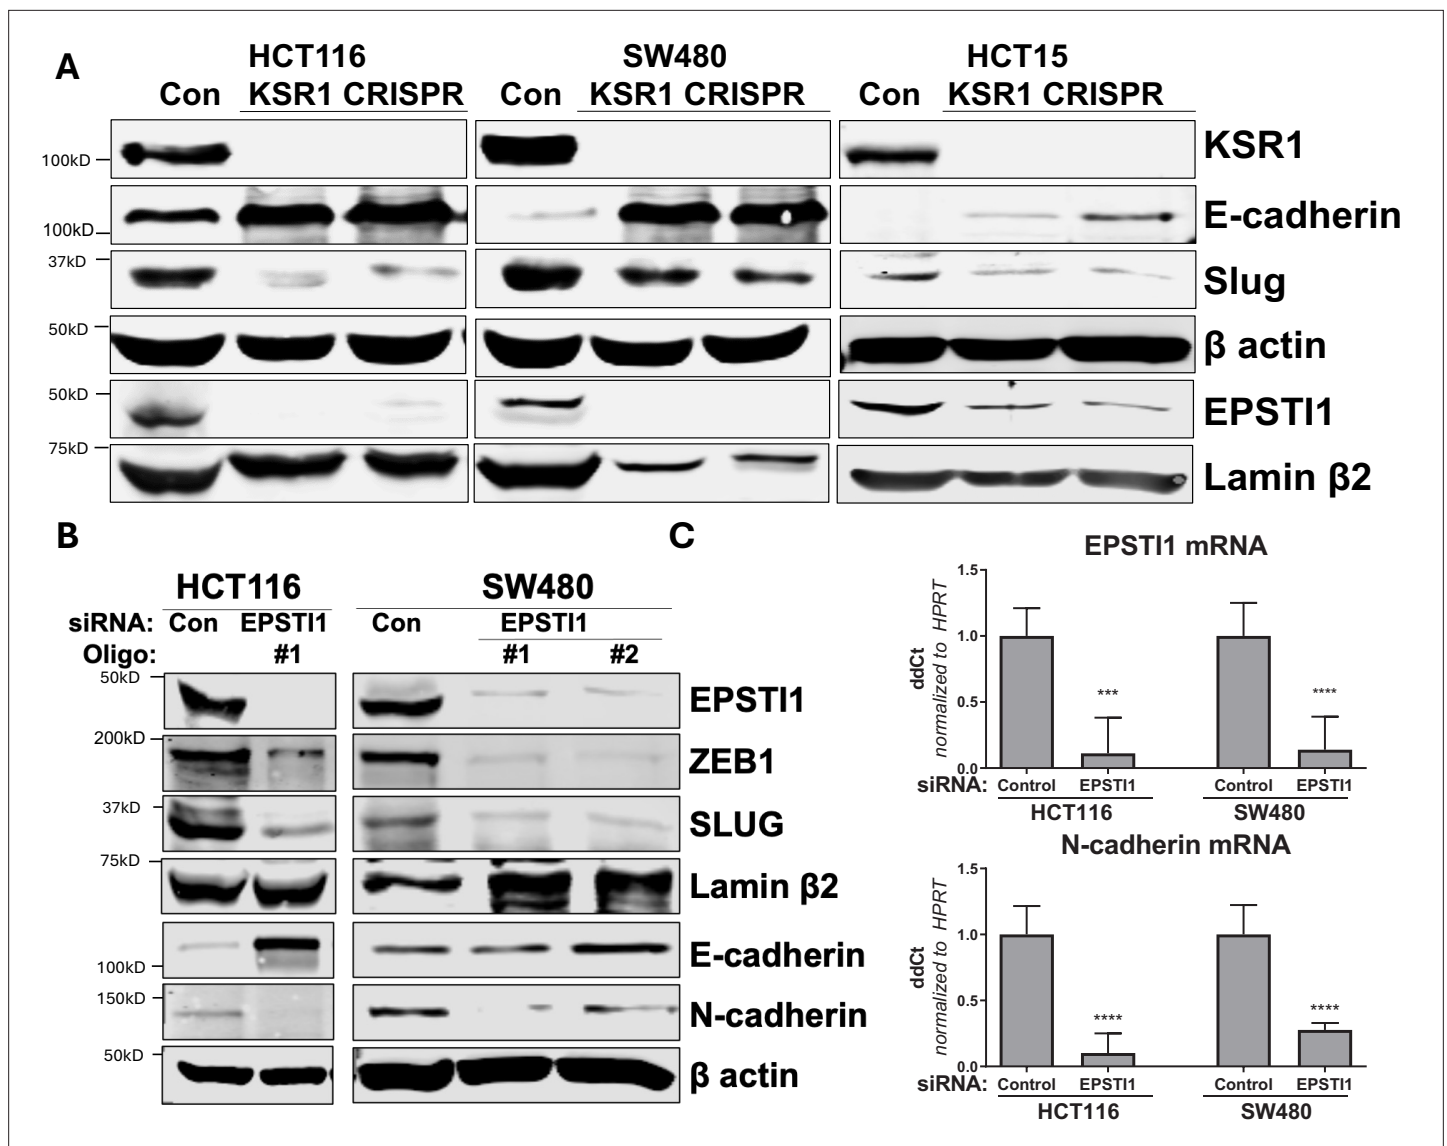 A
HCT116 SW480 HCT15
Con KSR1 CRISPR Con KSR1 CRISPR Con KSR1 CRISPR
100kD KSR1
100kD E-cadherin
37kD Slug
50kD β actin
50kD EPSTI1
75kD Lamin β2
B
HCT116 SW480
siRNA: Con EPSTI1 Con EPSTI1
Oligo: #1 #1 #2
50kD EPSTI1
200kD ZEB1
37kD SLUG
75kD Lamin β2
100kD E-cadherin
150kD N-cadherin
50kD β actin
C
EPSTI1 mRNA
ddCt
normalized to HPRT
1.5
1.0
0.5
0.0
*** ****
siRNA: Control EPSTI1 Control EPSTI1
HCT116 SW480
N-cadherin mRNA
ddCt
normalized to HPRT
1.5
1.0
0.5
0.0
**** ****
siRNA: Control EPSTI1 Control EPSTI1
HCT116 SW480